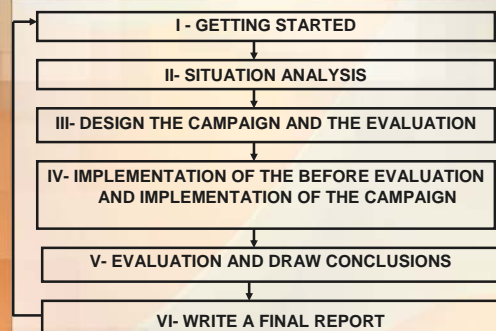 I - GETTING STARTED
II- SITUATION ANALYSIS
III- DESIGN THE CAMPAIGN AND THE EVALUATION
IV- IMPLEMENTATION OF THE BEFORE EVALUATION
AND IMPLEMENTATION OF THE CAMPAIGN
V- EVALUATION AND DRAW CONCLUSIONS
VI- WRITE A FINAL REPORT